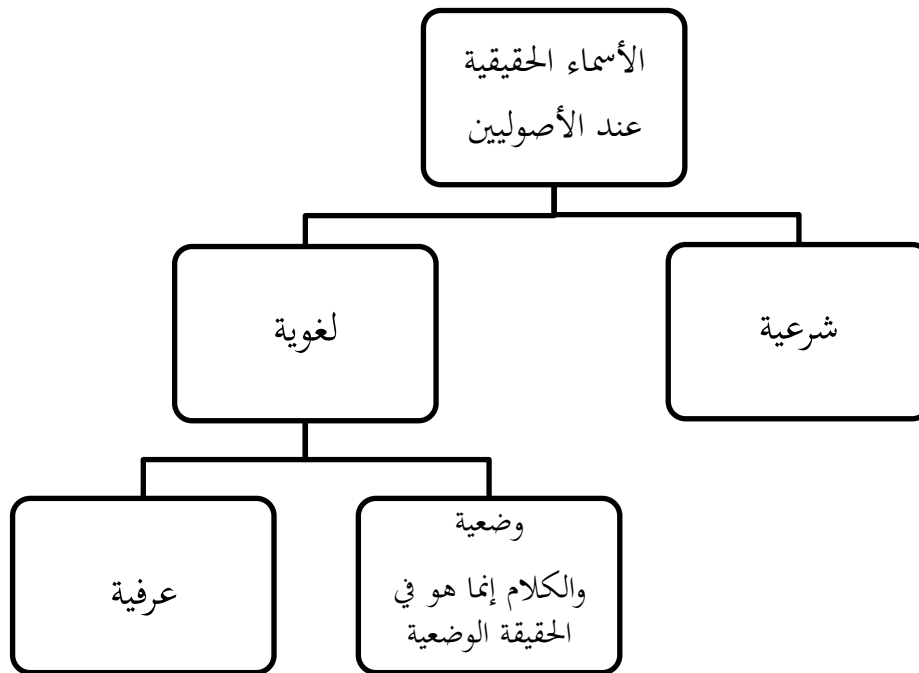 الأسماء الحقيقية
عند الأصوليين
شرعية
لغوية
وضعية
والكلام إنما هو في
الحقيقة الوضعية
عرفية